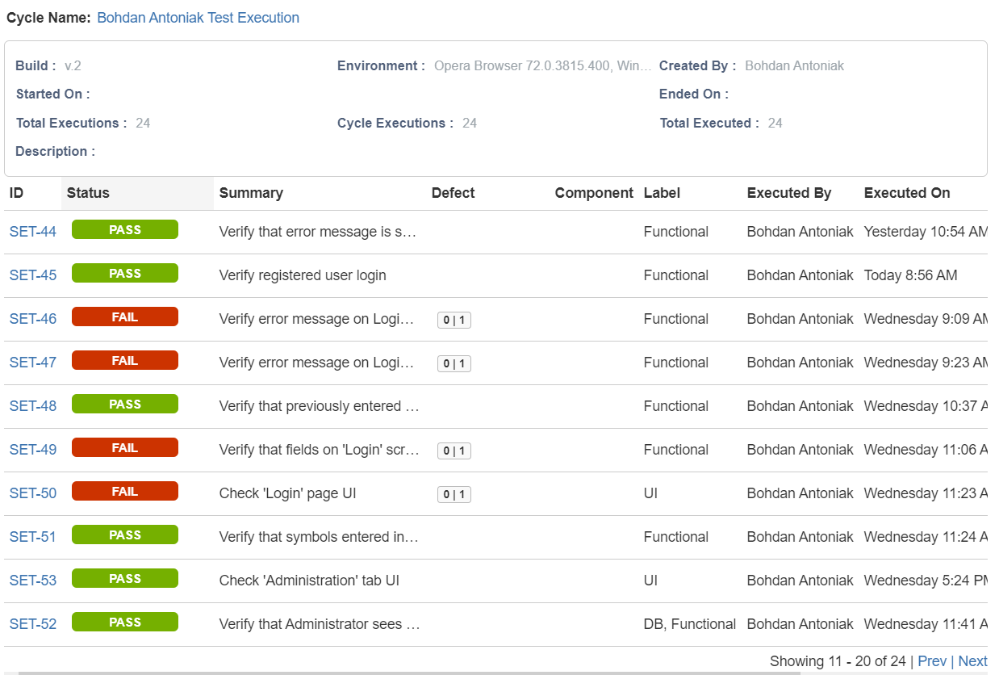 Cycle Name: Bohdan Antoniak Test Execution
Build : v.2 Environment : Opera Browser 72.0.3815.400, Win... Created By : Bohdan Antoniak
Started On : Ended On :
Total Executions : 24 Cycle Executions : 24 Total Executed : 24
Description :
ID Status Summary Defect Component Label Executed By Executed On
SET-44 PASS Verify that error message is s... Functional Bohdan Antoniak Yesterday 10:54 AM
SET-45 PASS Verify registered user login Functional Bohdan Antoniak Today 8:56 AM
SET-46 FAIL Verify error message on Logi... 0 | 1 Functional Bohdan Antoniak Wednesday 9:09 AM
SET-47 FAIL Verify error message on Logi... 0 | 1 Functional Bohdan Antoniak Wednesday 9:23 AM
SET-48 PASS Verify that previously entered ... Functional Bohdan Antoniak Wednesday 10:37 A
SET-49 FAIL Verify that fields on 'Login' scr... 0 | 1 Functional Bohdan Antoniak Wednesday 11:06 A
SET-50 FAIL Check 'Login' page UI 0 | 1 UI Bohdan Antoniak Wednesday 11:23 A
SET-51 PASS Verify that symbols entered in... Functional Bohdan Antoniak Wednesday 11:24 A
SET-53 PASS Check 'Administration' tab UI UI Bohdan Antoniak Wednesday 5:24 PM
SET-52 PASS Verify that Administrator sees ... DB, Functional Bohdan Antoniak Wednesday 11:41 A
Showing 11 - 20 of 24 | Prev | Next